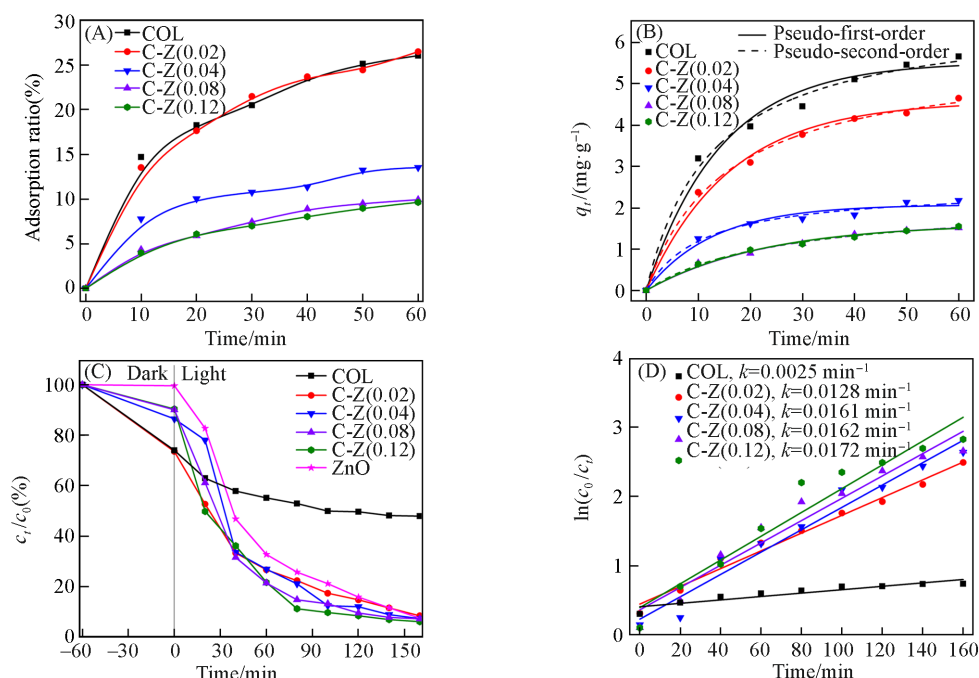 (A)
COL
C-Z(0.02)
C-Z(0.04)
C-Z(0.08)
C-Z(0.12)
30
25
20
15
10
5
0
Adsorption ratio(%)
0 10 20 30 40 50 60
Time/min
(B)
COL
C-Z(0.02)
C-Z(0.04)
C-Z(0.08)
C-Z(0.12)
Pseudo-first-order
Pseudo-second-order
6
5
4
3
2
1
0
qt/(mg·g−1)
0 10 20 30 40 50 60
Time/min
(C)
Dark Light
COL
C-Z(0.02)
C-Z(0.04)
C-Z(0.08)
C-Z(0.12)
ZnO
100
80
60
40
20
0
ct/c0(%)
−60 −30 0 30 60 90 120 150
Time/min
(D)
COL, k=0.0025 min−1
C-Z(0.02), k=0.0128 min−1
C-Z(0.04), k=0.0161 min−1
C-Z(0.08), k=0.0162 min−1
C-Z(0.12), k=0.0172 min−1
4
3
2
1
0
ln(c0/ct)
0 20 40 60 80 100 120 140 160
Time/min